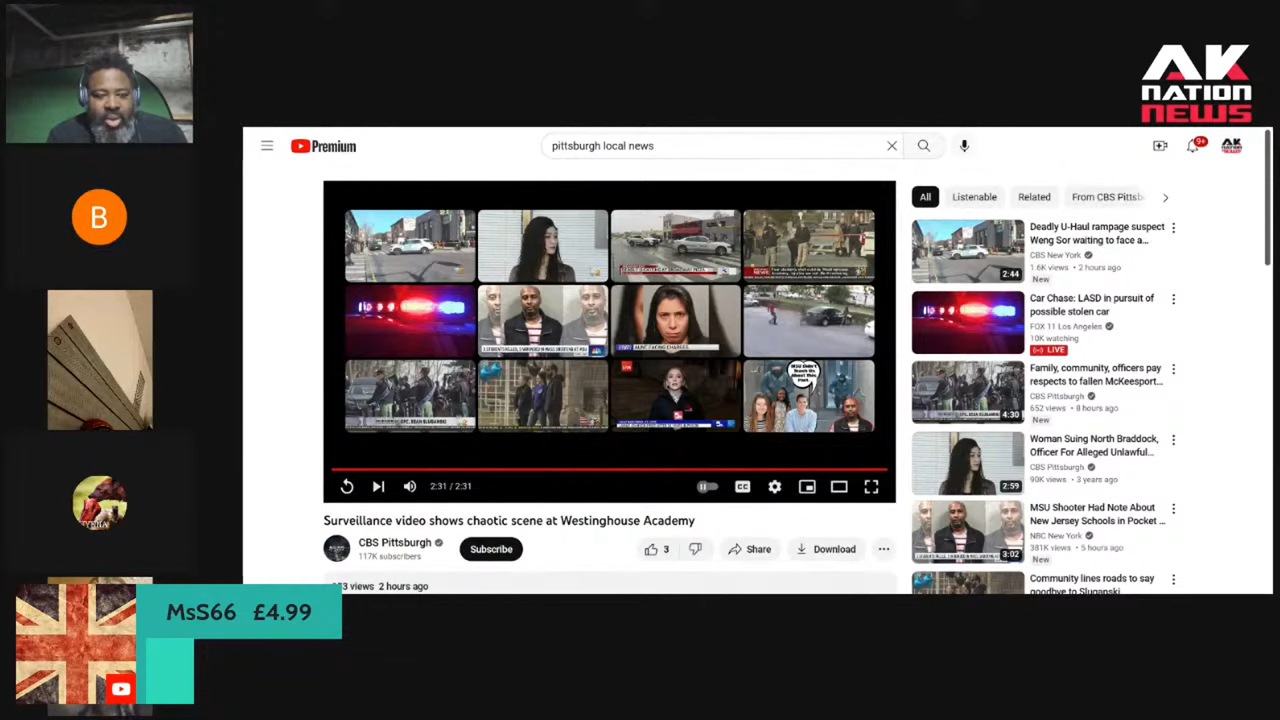 AK
NATION
NEWS
Premium
pittsburgh local news
9+
B
All
Listenable
Related
From CBS Pittsb
Deadly U-Haul rampage suspect
Weng Sor waiting to face a...
CBS New York
1.6K views • 2 hours ago
New
2:44
Car Chase: LASD in pursuit of
possible stolen car
FOX 11 Los Angeles
10K watching
LIVE
Family, community, officers pay
respects to fallen McKeesport...
CBS Pittsburgh
652 views • 8 hours ago
New
4:30
Woman Suing North Braddock,
Officer For Alleged Unlawful...
CBS Pittsburgh
90K views • 3 years ago
2:59
MSU Shooter Had Note About
New Jersey Schools in Pocket ...
NBC New York
381K views • 5 hours ago
New
3:02
Community lines roads to say
goodbye to Sluganski
AUNT FACING CHARGES
2:31 / 2:31
CC
Surveillance video shows chaotic scene at Westinghouse Academy
CBS Pittsburgh
117K subscribers
Subscribe
3
Share
Download
53 views 2 hours ago
MsS66 £4.99